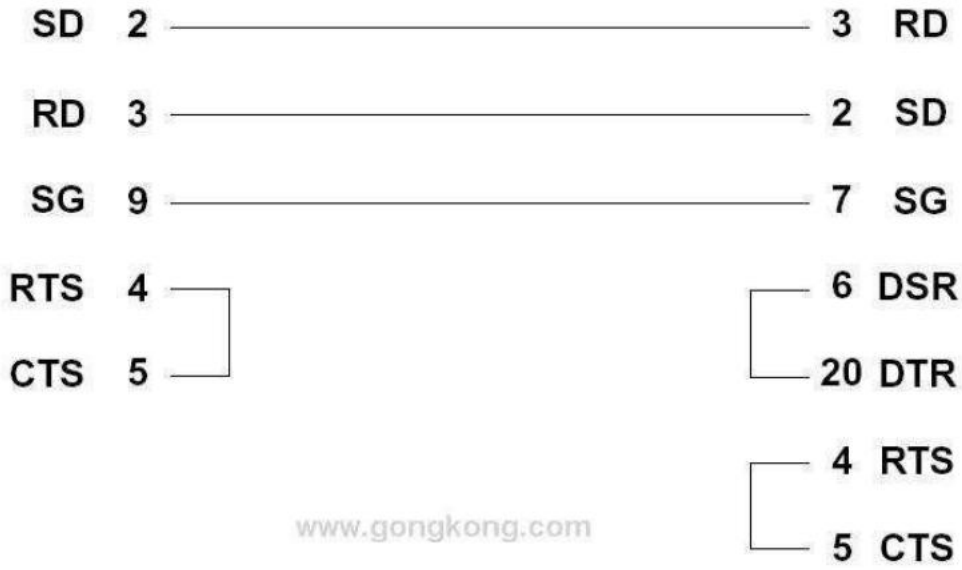 SD 2 3 RD
RD 3 2 SD
SG 9 7 SG
RTS 4 6 DSR
CTS 5 20 DTR
4 RTS
www.gongkong.com
5 CTS